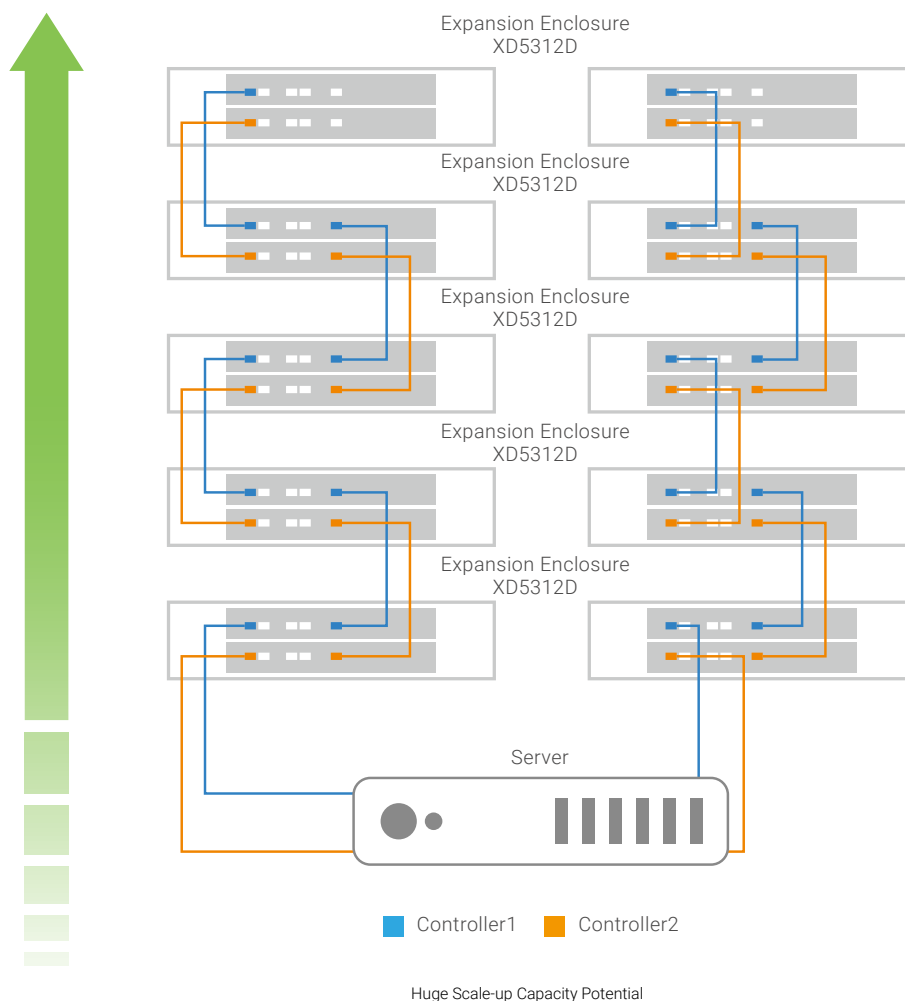 Expansion Enclosure
XD5312D
Expansion Enclosure
XD5312D
Expansion Enclosure
XD5312D
Expansion Enclosure
XD5312D
Expansion Enclosure
XD5312D
Server
Controller1
Controller2
Huge Scale-up Capacity Potential